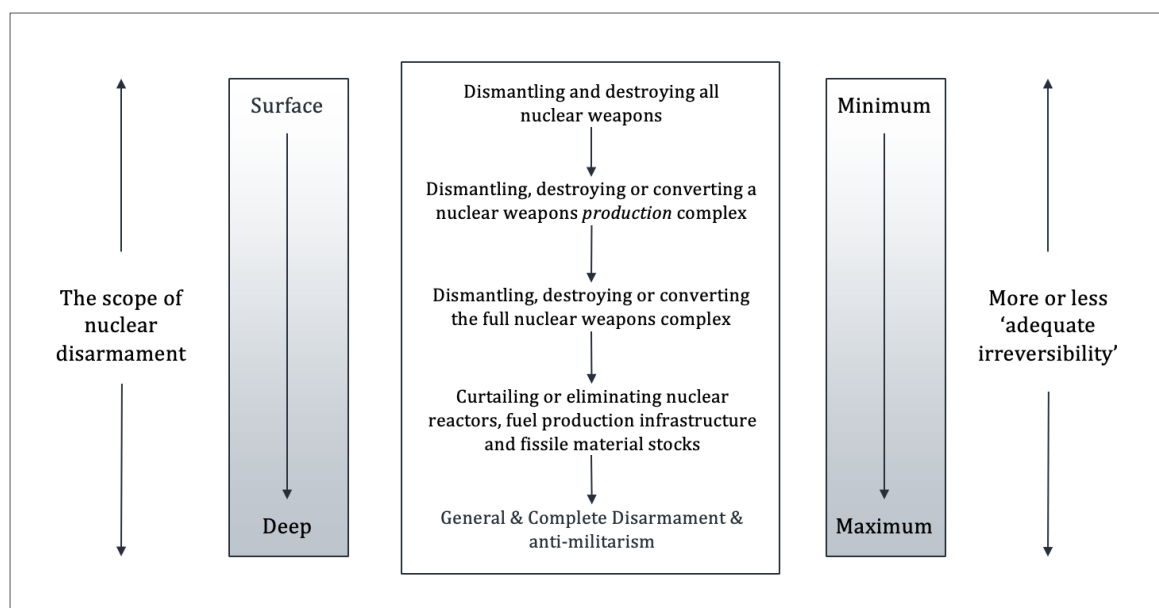 The scope of
nuclear
disarmament
Surface
Deep
Dismantling and destroying all
nuclear weapons
Dismantling, destroying or converting a
nuclear weapons production complex
Dismantling, destroying or converting
the full nuclear weapons complex
Curtailing or eliminating nuclear
reactors, fuel production infrastructure
and fissile material stocks
General & Complete Disarmament &
anti-militarism
Minimum
Maximum
More or less
‘adequate
irreversibility’